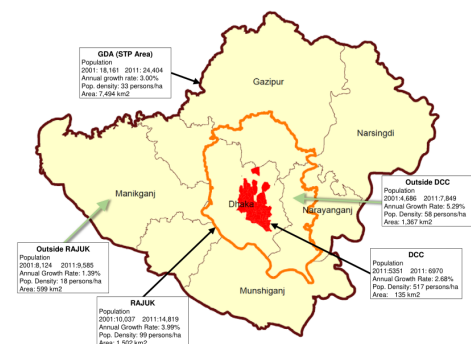 GDA (STP Area)
Population
2001: 18,161 2011: 24,404
Annual growth rate: 3.00%
Pop. density: 33 persons/ha
Area: 7,494 km2
Gazipur
Narsingdi
Manikganj
Dhaka
Narayanganj
Munshiganj
Outside DCC
Population
2001:4,686 2011:7,849
Annual Growth Rate: 5.29%
Pop. Density: 58 persons/ha
Area: 1,367 km2
Outside RAJUK
Population
2001:8,124 2011:9,585
Annual Growth Rate: 1.39%
Pop. Density: 18 persons/ha
Area: 599 km2
DCC
Population
2011:5351 2011: 6970
Annual Growth Rate: 2.68%
Pop. Density: 517 persons/ha
Area: 135 km2
RAJUK
Population
2001:10,037 2011:14,819
Annual Growth Rate: 3.99%
Pop. Density: 99 persons/ha
Area: 1,502 km2